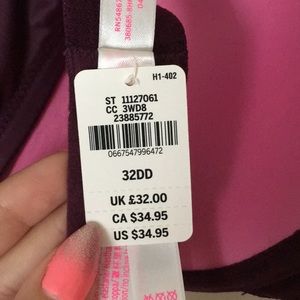 H1-402
ST 11127061
CC 3WD8
23885772
0667547996472
32DD
UK £32.00
CA $34.95
US $34.95